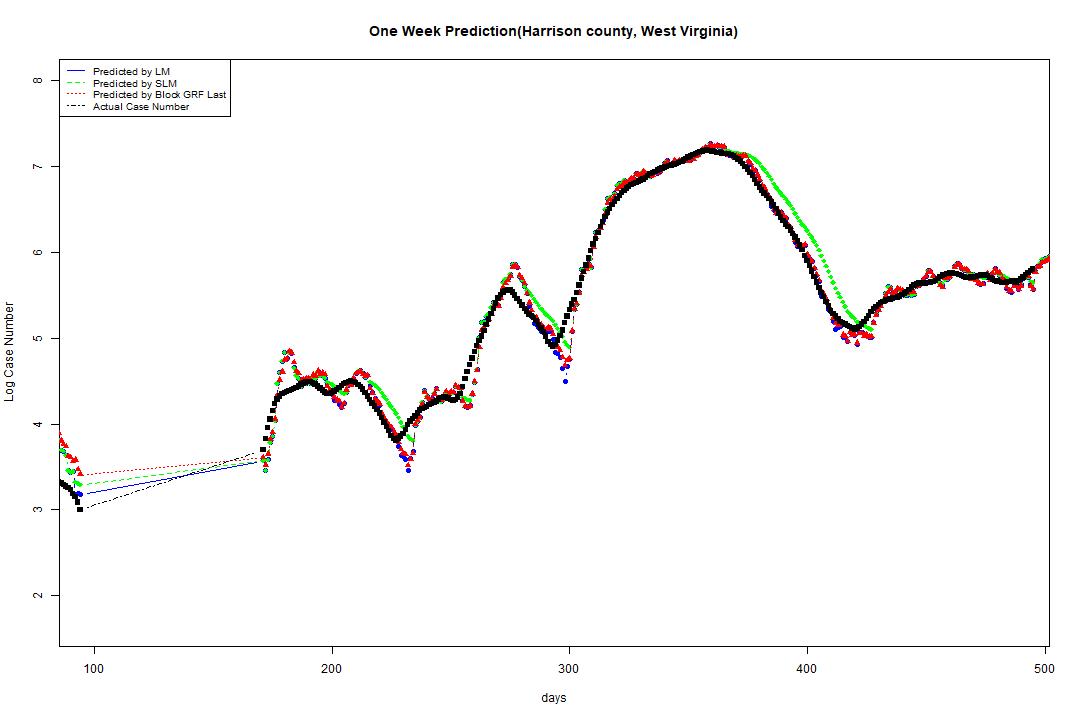 One Week Prediction(Harrison county, West Virginia)
Predicted by LM
Predicted by SLM
Predicted by Block GRF Last
Actual Case Number
8
7
6
5
4
3
2
Log Case Number
100 200 300 400 500
days